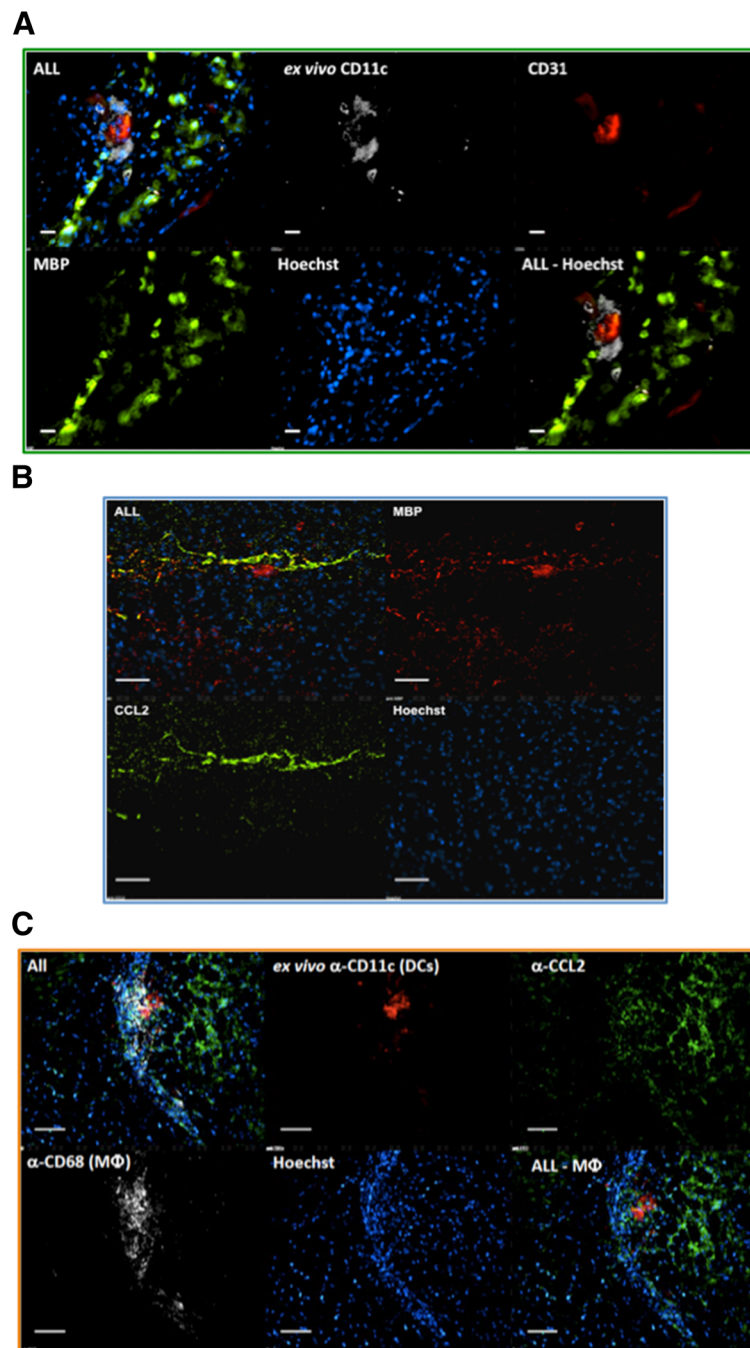 A
ALL
ex vivo CD11c
CD31
MBP
Hoechst
ALL - Hoechst
B
ALL
MBP
CCL2
Hoechst
C
All
ex vivo α-CD11c (DCs)
α-CCL2
α-CD68 (MΦ)
Hoechst
ALL - MΦ